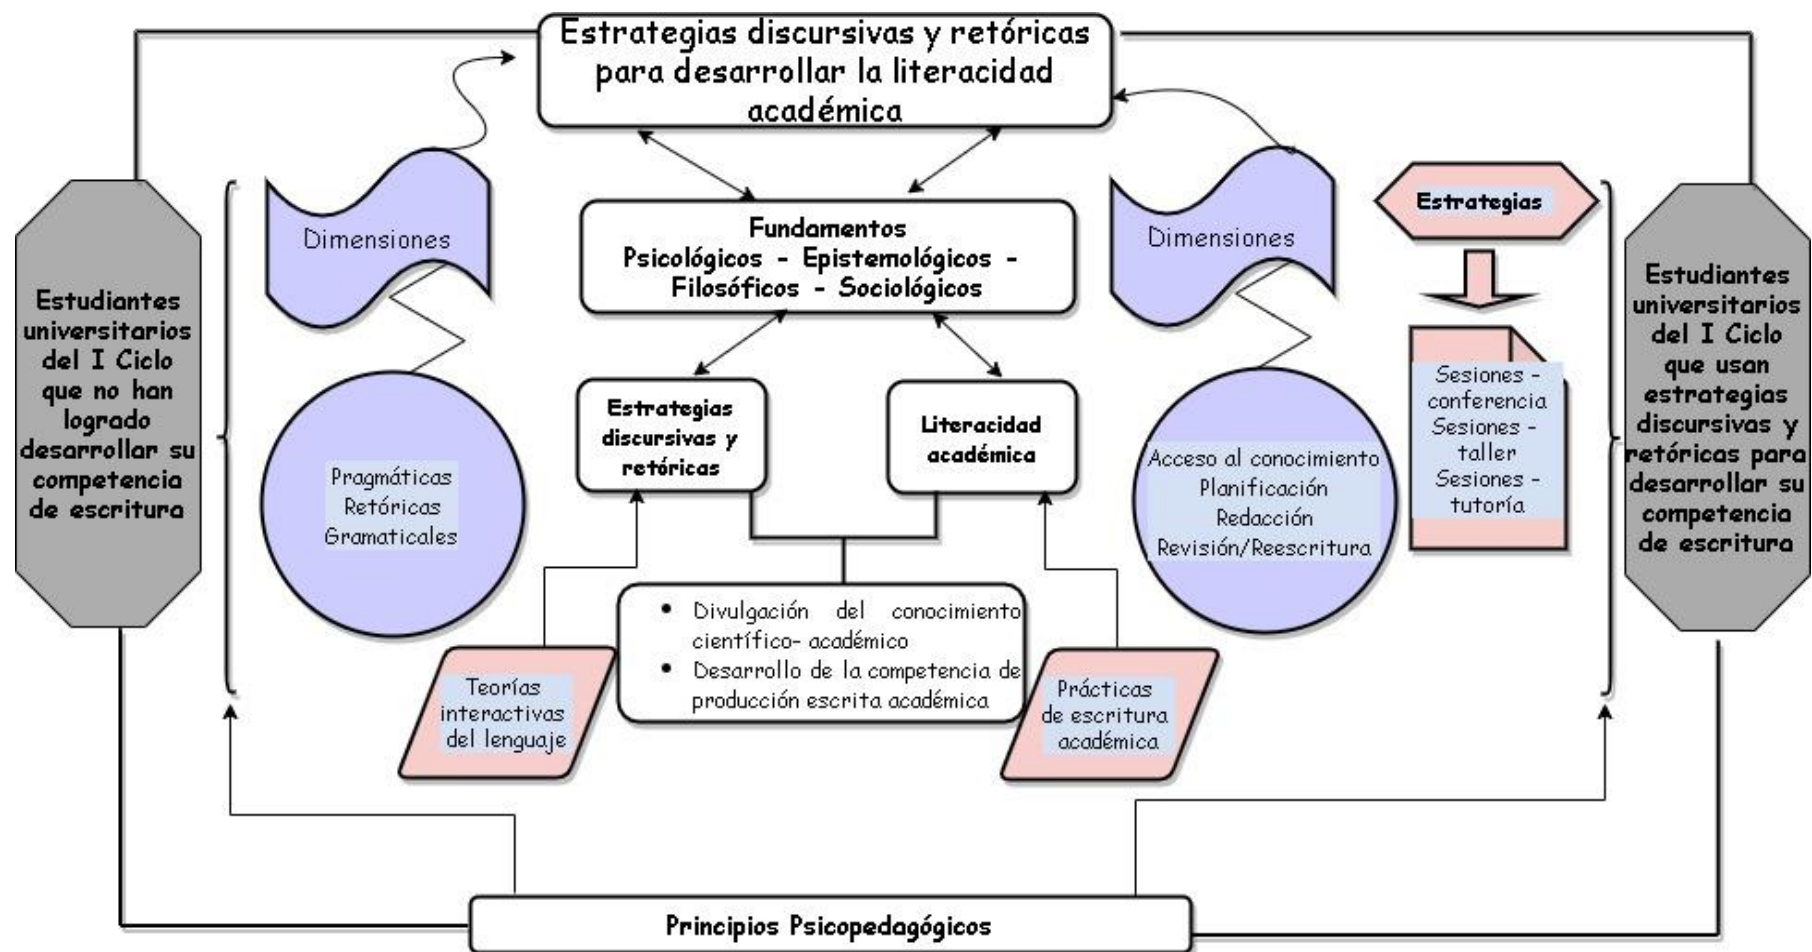 Estrategias discursivas y retóricas
para desarrollar la literacidad
académica
Estudiantes
universitarios
del I Ciclo
que no han
logrado
desarrollar su
competencia
de escritura
Dimensiones
Pragmáticas
Retóricas
Gramaticales
Fundamentos
Psicológicos - Epistemológicos -
Filosóficos - Sociológicos
Estrategias
discursivas y
retóricas
Literacidad
académica
• Divulgación del conocimiento
científico- académico
• Desarrollo de la competencia de
producción escrita académica
Teorías
interactivas
del lenguaje
Prácticas
de escritura
académica
Dimensiones
Acceso al conocimiento
Planificación
Redacción
Revisión/Reescritura
Estrategias
Sesiones -
conferencia
Sesiones -
taller
Sesiones -
tutoría
Estudiantes
universitarios
del I Ciclo
que usan
estrategias
discursivas y
retóricas para
desarrollar su
competencia
de escritura
Principios Psicopedagógicos